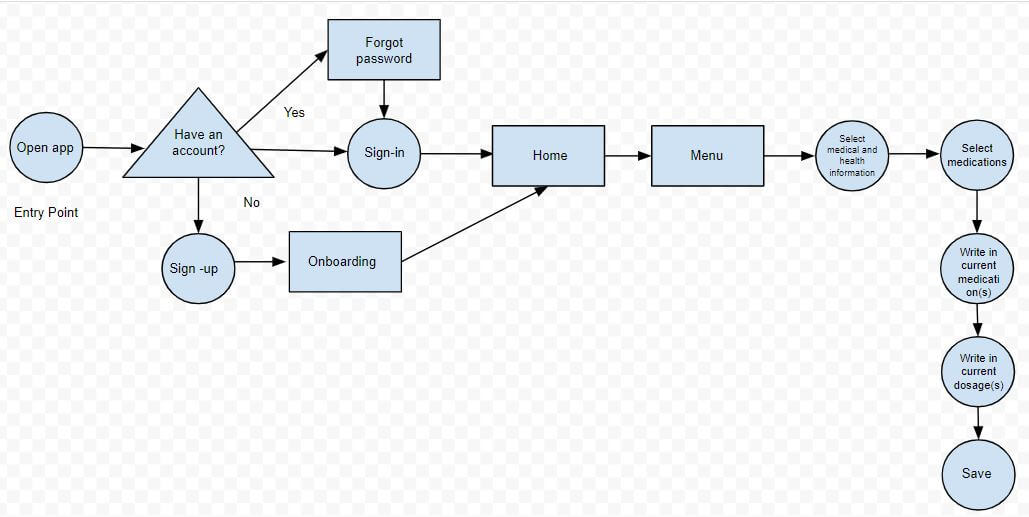 Forgot
password
Yes
Open app
Have an
account?
Sign-in
Home
Menu
Select
medical and
health
information
Select
medications
Entry Point
No
Sign -up
Onboarding
Write in
current
medicati
on(s)
Write in
current
dosage(s)
Save